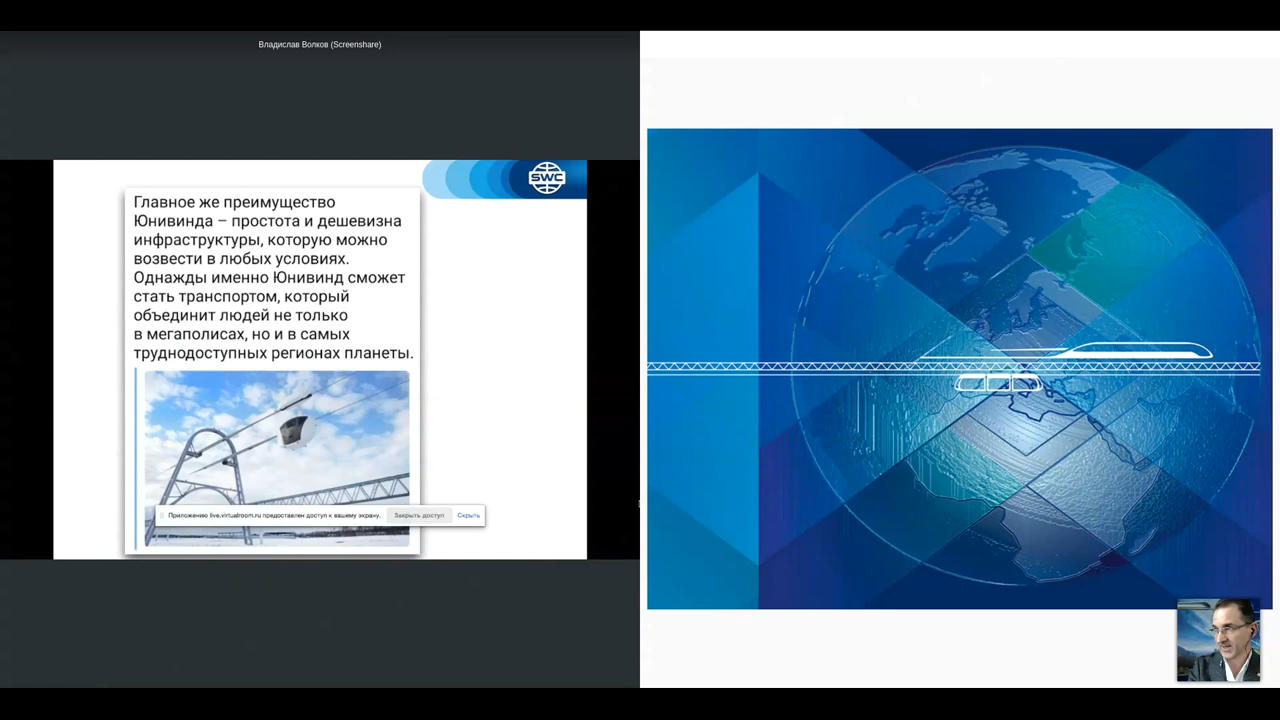 Владислав Волков (Screenshare)
SWC
Главное же преимущество
Юнивинда – простота и дешевизна
инфраструктуры, которую можно
возвести в любых условиях.
Однажды именно Юнивинд сможет
стать транспортом, который
объединит людей не только
в мегаполисах, но и в самых
труднодоступных регионах планеты.
Приложению live.virtualroom.ru предоставлен доступ к вашему экрану. Закрыть доступ Скрыть